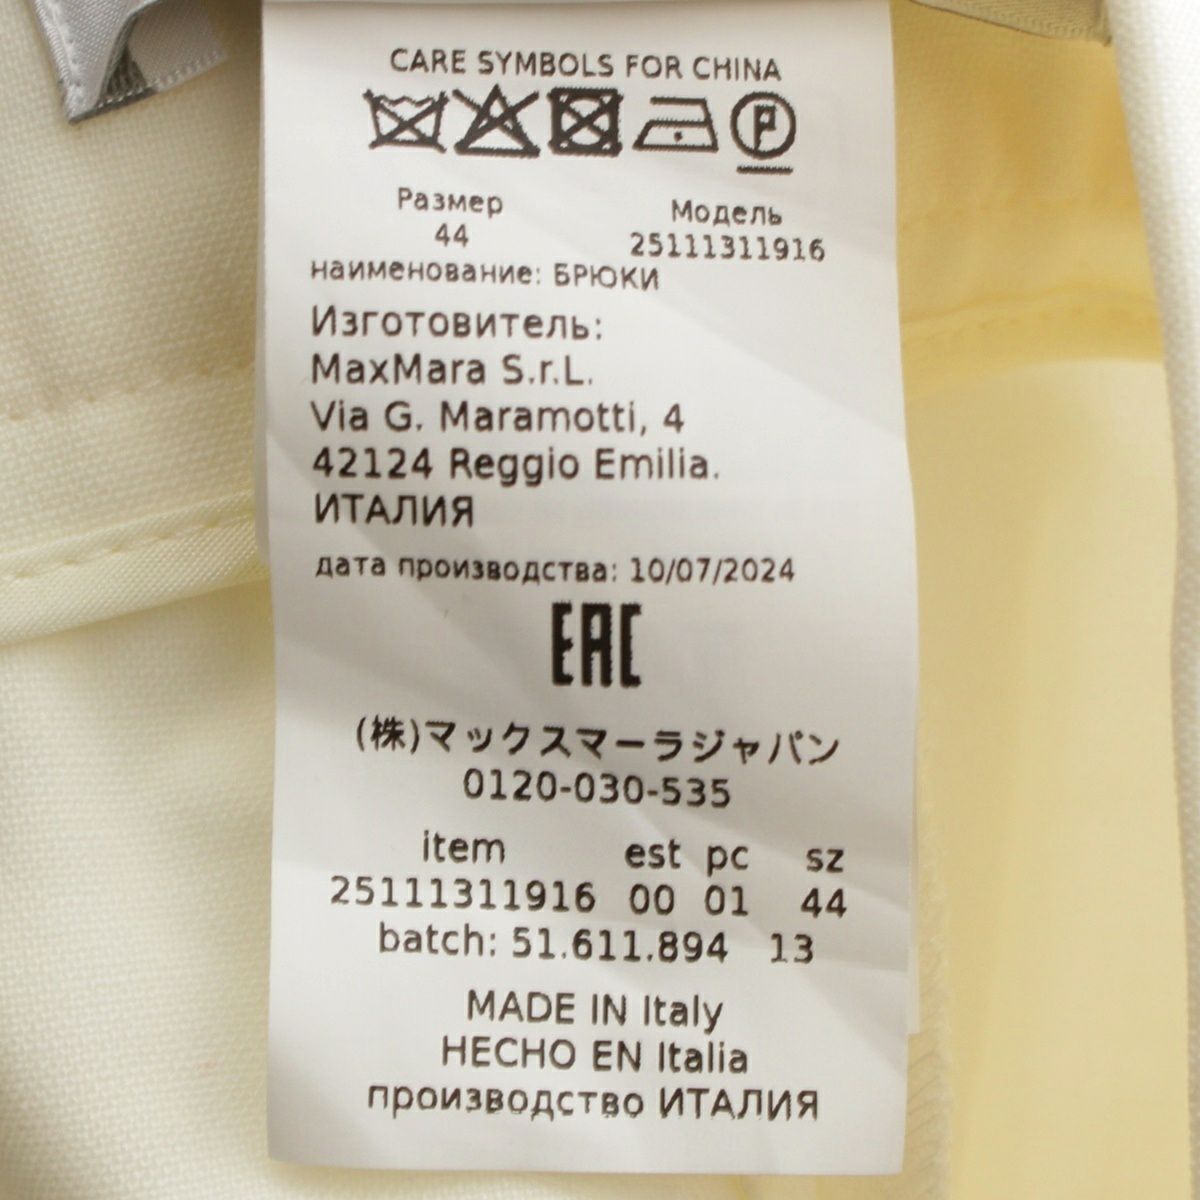 CARE SYMBOLS FOR CHINA
P
Размер
44
Модель
25111311916
наименование: БРЮКИ
Изготовитель:
MaxMara S.r.L.
Via G. Maramotti, 4
42124 Reggio Emilia.
ИТАЛИЯ
дата производства: 10/07/2024
EAC
(株)マックスマーラジャパン
0120-030-535
item est pc sz
25111311916 00 01 44
batch: 51.611.894 13
MADE IN Italy
HECHO EN Italia
производство ИТАЛИЯ